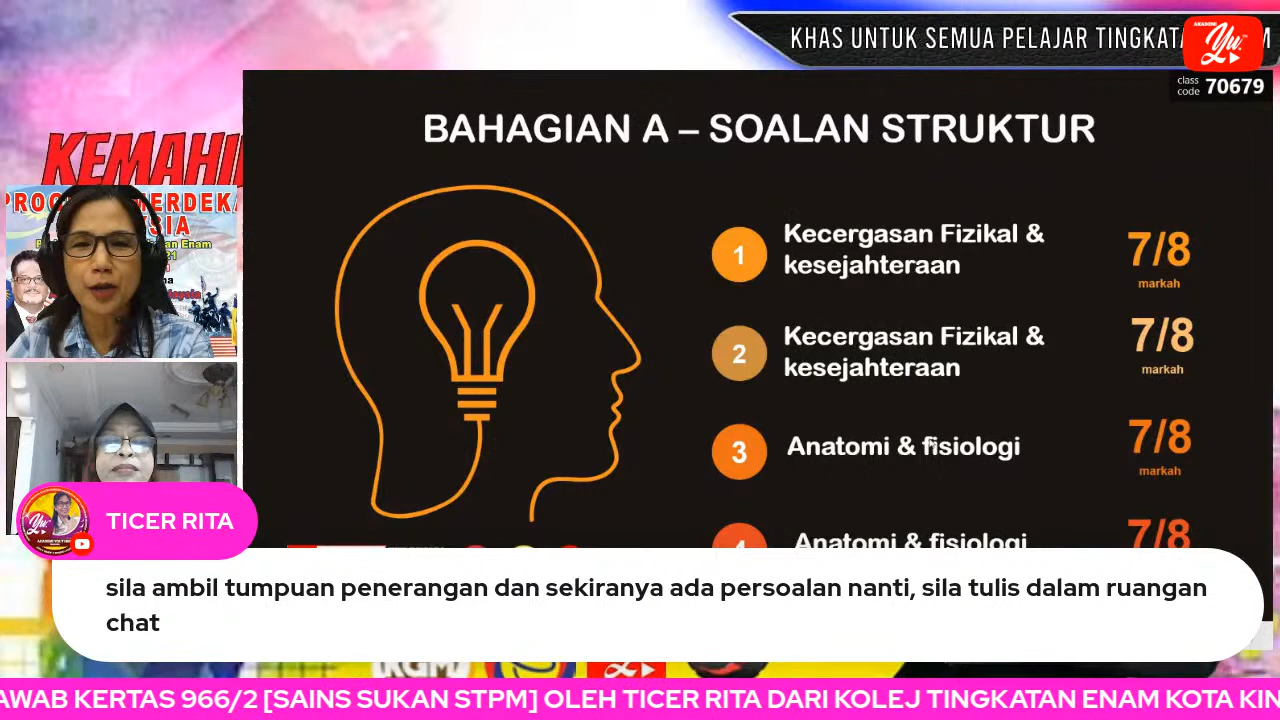 KHAS UNTUK SEMUA PELAJAR TINGKATA
AKADEMI
Yu.
class code 70679
BAHAGIAN A – SOALAN STRUKTUR
KEMAHI
1
Kecergasan Fizikal &
kesejahteraan
7/8
markah
2
Kecergasan Fizikal &
kesejahteraan
7/8
markah
3
Anatomi & fisiologi
7/8
markah
Anatomi & fisiologi
7/8
TICER RITA
sila ambil tumpuan penerangan dan sekiranya ada persoalan nanti, sila tulis dalam ruangan
chat
AWAB KERTAS 966/2 [SAINS SUKAN STPM] OLEH TICER RITA DARI KOLEJ TINGKATAN ENAM KOTA KIN